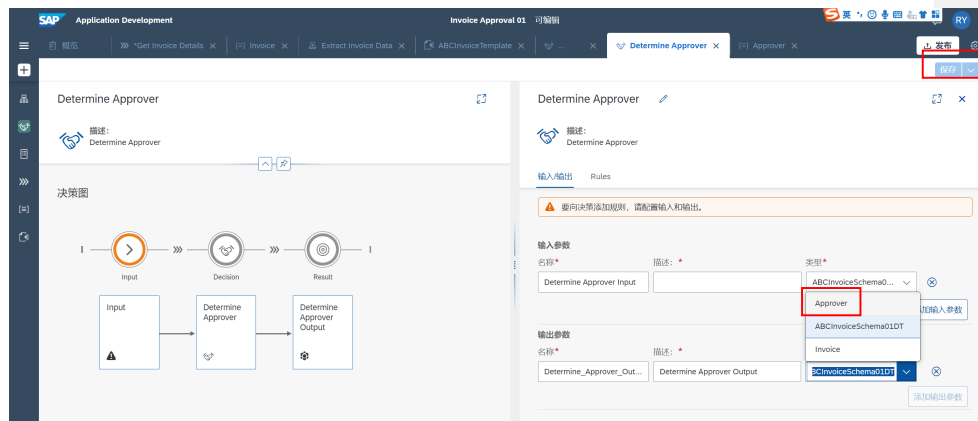 SAP Application Development
Invoice Approval 01 可编辑
英
RY
概览
*Get Invoice Details
Invoice
Extract Invoice Data
ABCInvoiceTemplate
...
Determine Approver
Approver
发布
保存
Determine Approver
描述:
Determine Approver
决策图
Input
Decision
Result
Input
Determine
Approver
Determine
Approver
Output
Determine Approver
描述:
Determine Approver
输入/输出 Rules
要向决策添加规则，请配置输入和输出。
输入参数
名称* 描述: * 类型*
Determine Approver Input ABCInvoiceSchema0...
Approver
ABCInvoiceSchema01DT
Invoice
加输入参数
输出参数
名称* 描述: *
Determine_Approver_Out... Determine Approver Output BCInvoiceSchema01DT
添加输出参数